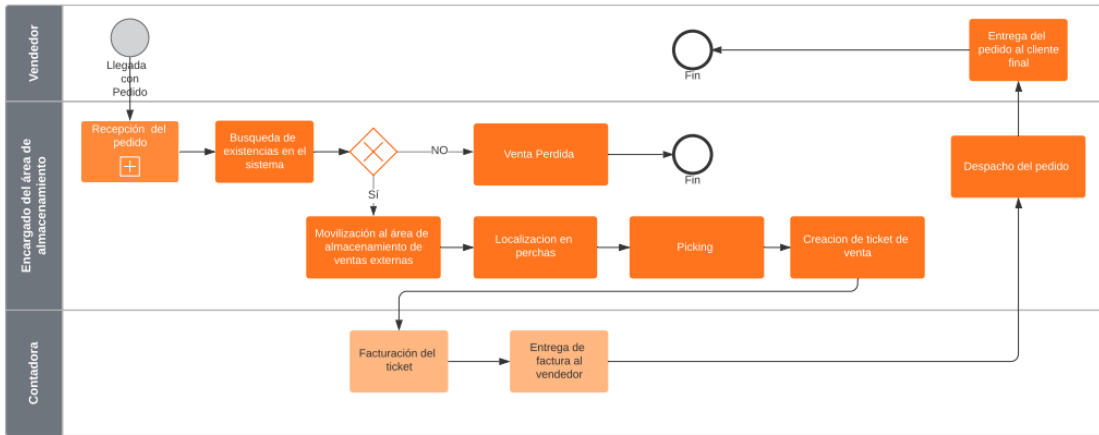 Vendedor
Llegada
con
Pedido
Fin
Entrega del
pedido al cliente
final
Encargado del área de
almacenamiento
Recepción del
pedido
Busqueda de
existencias en el
sistema
NO
Venta Perdida
Fin
Despacho del pedido
Sí
Movilización al área de
almacenamiento de
ventas externas
Localizacion en
perchas
Picking
Creacion de ticket de
venta
Contadora
Facturación del
ticket
Entrega de
factura al
vendedor